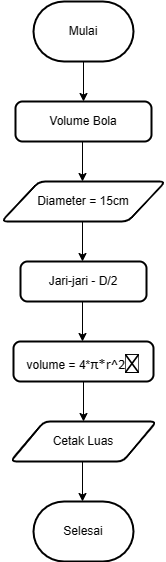 Mulai
Volume Bola
Diameter = 15cm
Jari-jari - D/2
volume = 4*π*r^2
Cetak Luas
Selesai